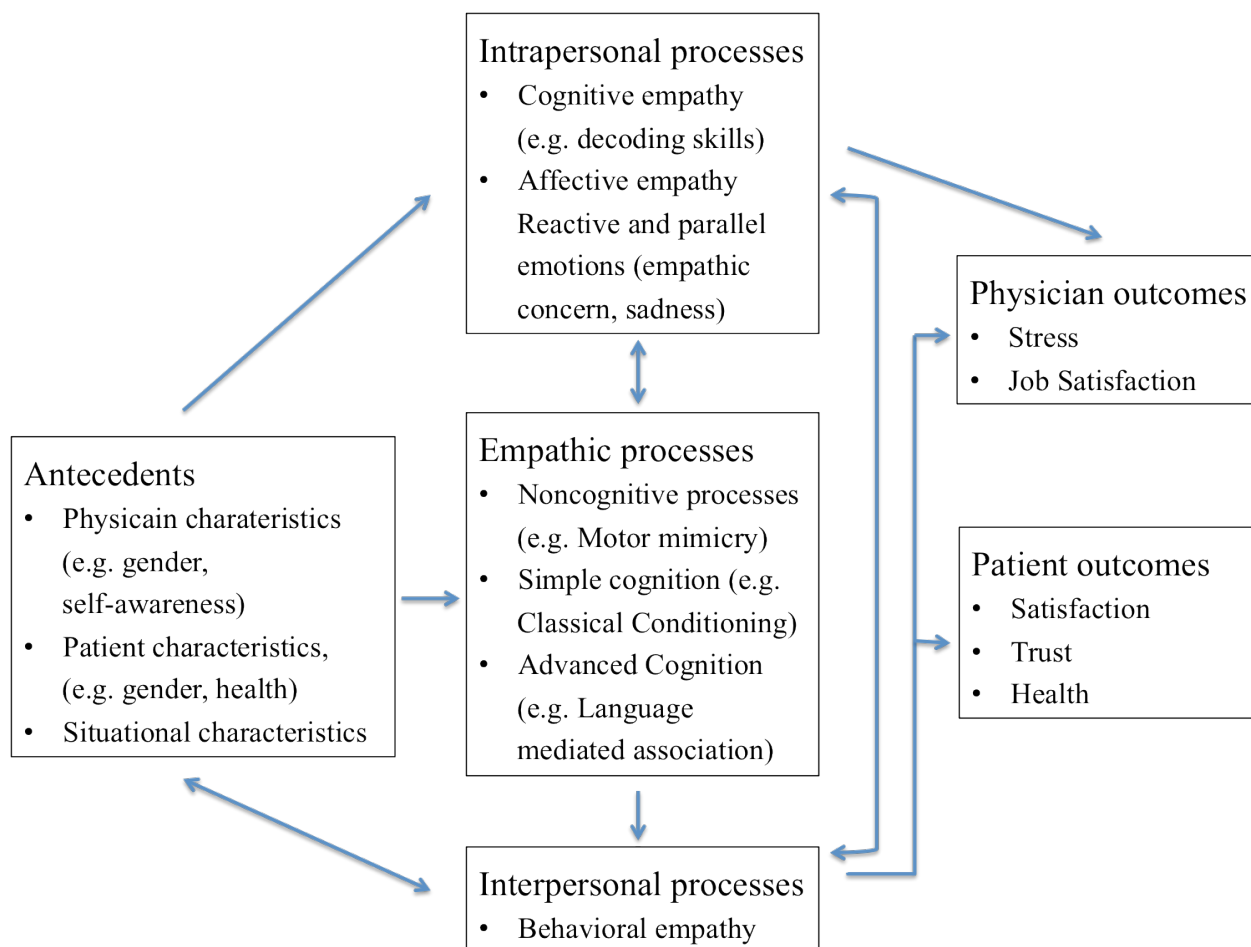 Intrapersonal processes
• Cognitive empathy
(e.g. decoding skills)
• Affective empathy
Reactive and parallel
emotions (empathic
concern, sadness)
Physician outcomes
• Stress
• Job Satisfaction
Antecedents
• Physicain charateristics
(e.g. gender,
self-awareness)
• Patient characteristics,
(e.g. gender, health)
• Situational characteristics
Empathic processes
• Noncognitive processes
(e.g. Motor mimicry)
• Simple cognition (e.g.
Classical Conditioning)
• Advanced Cognition
(e.g. Language
mediated association)
Patient outcomes
• Satisfaction
• Trust
• Health
Interpersonal processes
• Behavioral empathy